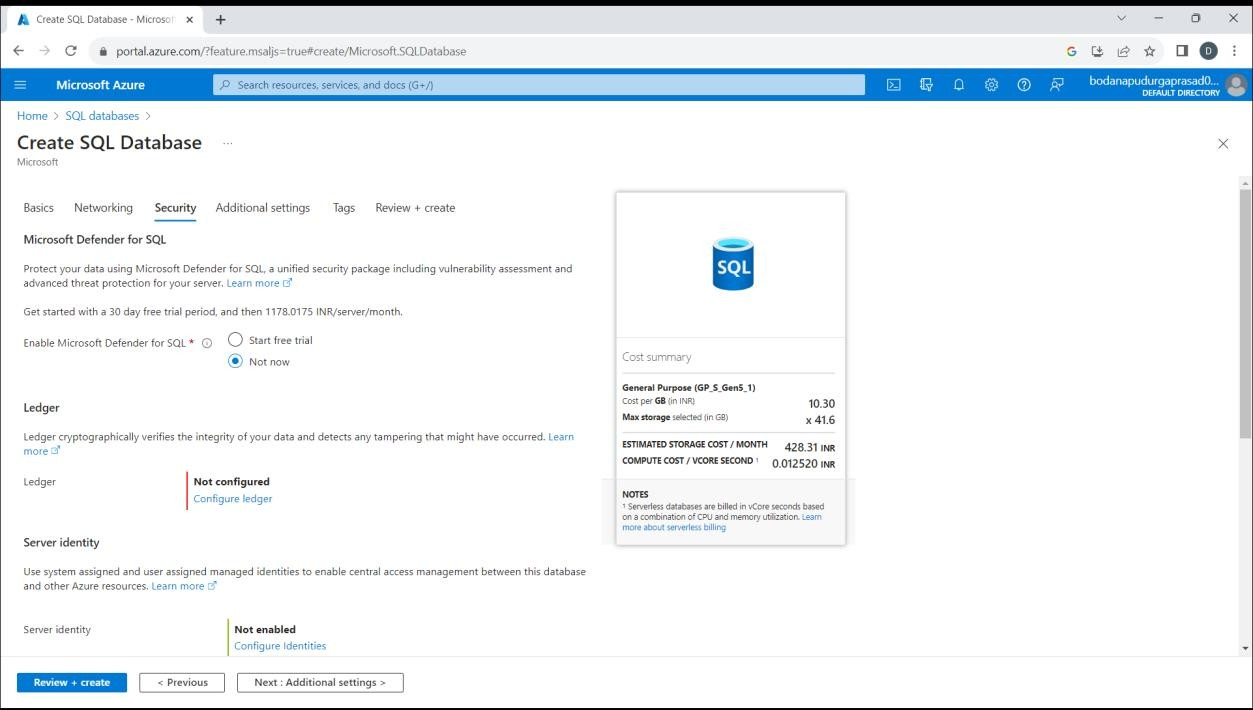 Create SQL Database - Microsof
portal.azure.com/?feature.msaljs=true#create/Microsoft.SQLDatabase
G
D
Microsoft Azure
Search resources, services, and docs (G+/)
bodanapudurgaprasad0...
DEFAULT DIRECTORY
Home > SQL databases >
Create SQL Database ...
Microsoft
Basics Networking Security Additional settings Tags Review + create
Microsoft Defender for SQL
Protect your data using Microsoft Defender for SQL, a unified security package including vulnerability assessment and
advanced threat protection for your server. Learn more
Get started with a 30 day free trial period, and then 1178.0175 INR/server/month.
Enable Microsoft Defender for SQL *
Start free trial
Not now
Ledger
Ledger cryptographically verifies the integrity of your data and detects any tampering that might have occurred. Learn
more
Ledger
Not configured
Configure ledger
Server identity
Use system assigned and user assigned managed identities to enable central access management between this database
and other Azure resources. Learn more
Server identity
Not enabled
Configure Identities
SQL
Cost summary
General Purpose (GP_S_Gen5_1)
Cost per GB (in INR) 10.30
Max storage selected (in GB) x 41.6
ESTIMATED STORAGE COST / MONTH 428.31 INR
COMPUTE COST / VCORE SECOND ¹ 0.012520 INR
NOTES
¹ Serverless databases are billed in vCore seconds based
on a combination of CPU and memory utilization. Learn
more about serverless billing
Review + create
< Previous
Next : Additional settings >